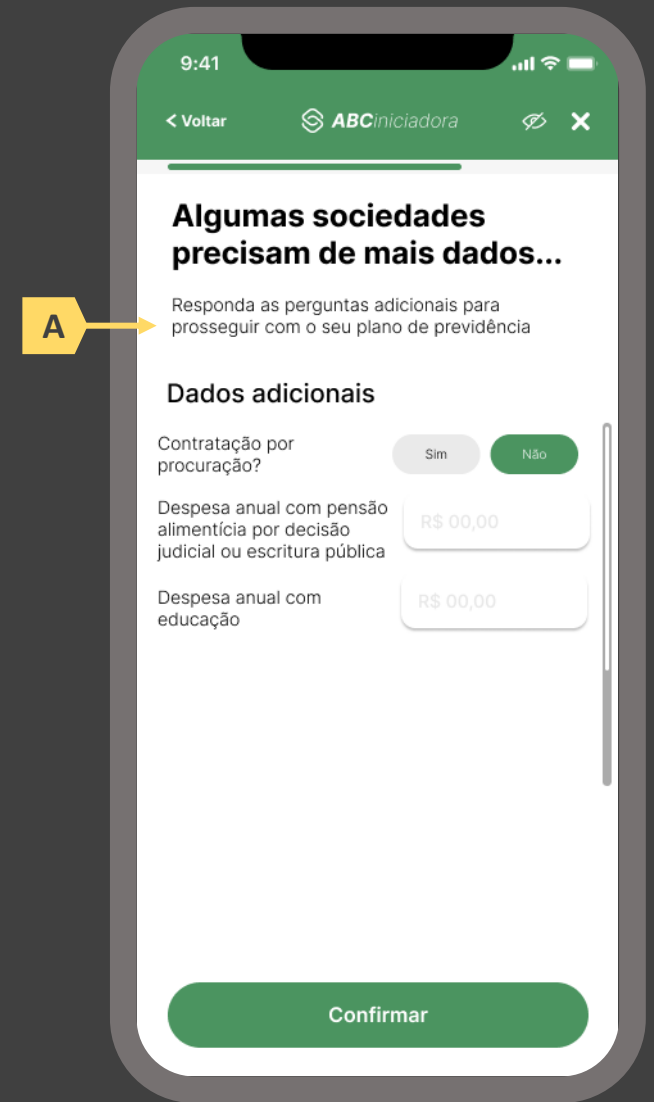 9:41
< Voltar
ABCiniciadora
Algumas sociedades
precisam de mais dados...
A
Responda as perguntas adicionais para
prosseguir com o seu plano de previdência
Dados adicionais
Contratação por
procuração?
Sim
Não
Despesa anual com pensão
alimentícia por decisão
judicial ou escritura pública
R$ 00,00
Despesa anual com
educação
R$ 00,00
Confirmar